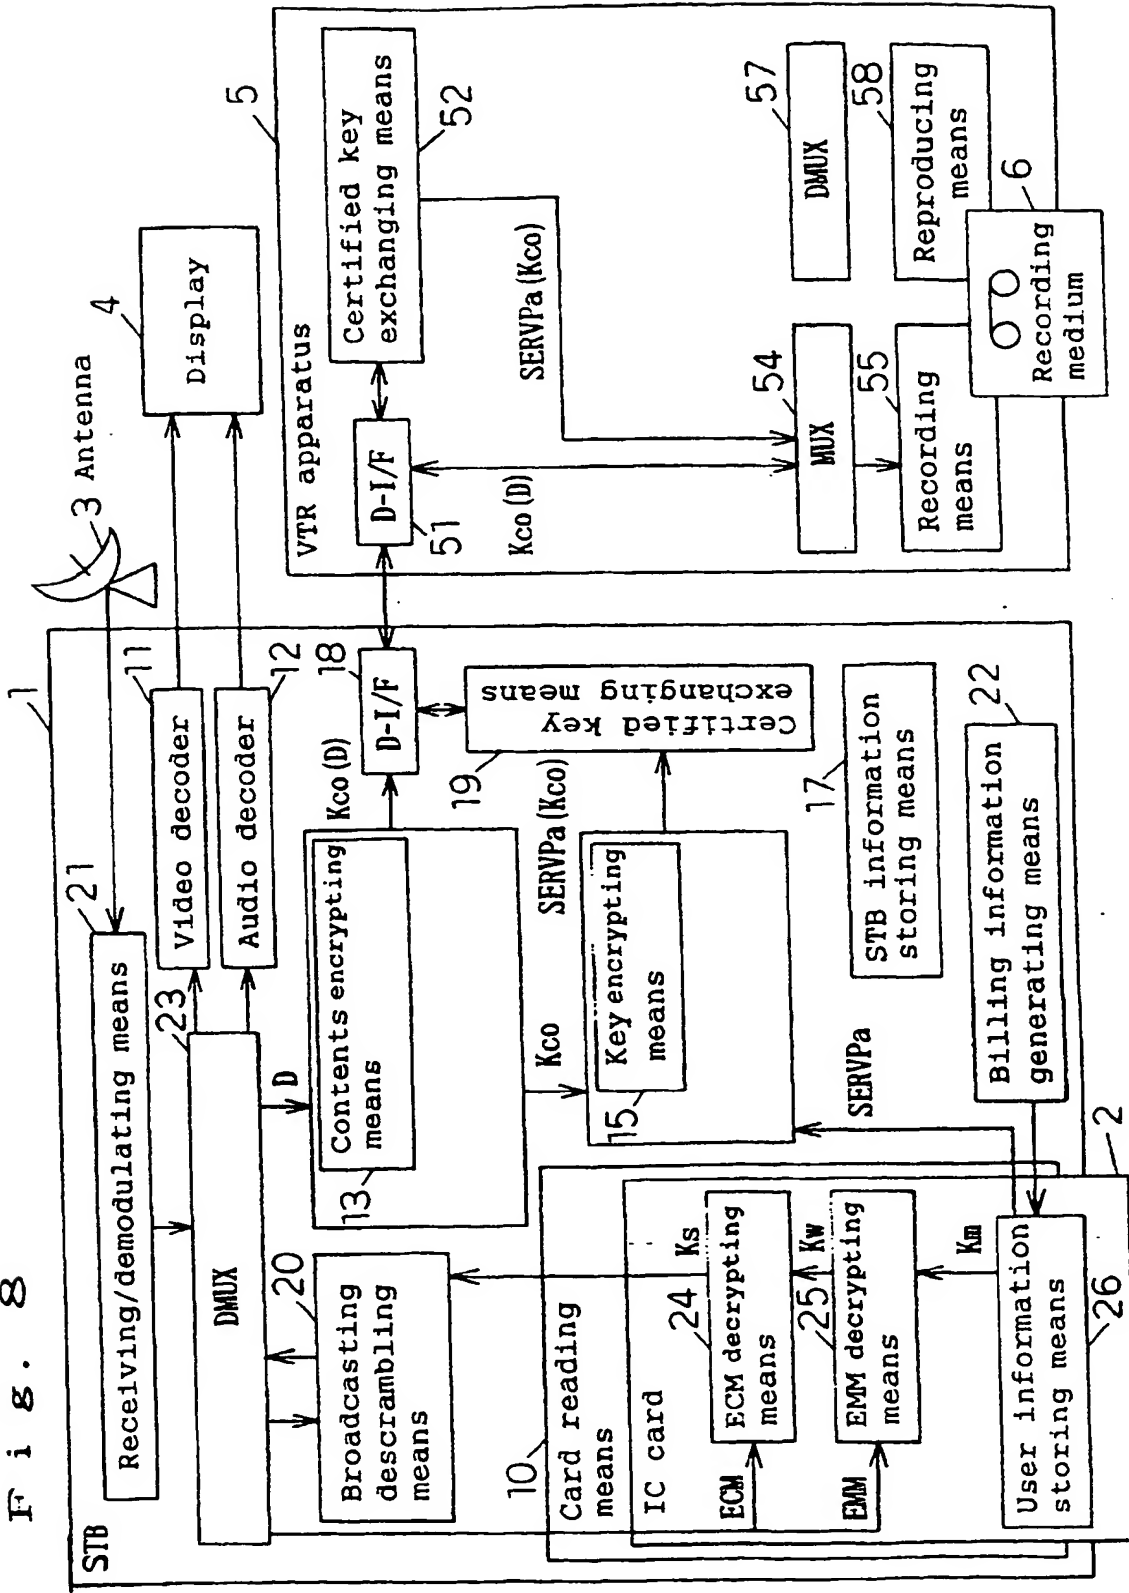 Fig. 8
STB
1
Receiving/demodulating means
21
3 Antenna
4
Display
DMUX
23
Video decoder
11
Audio decoder
12
Broadcasting
descrambling
means
20
D
Contents encrypting
means
13
Kco(D)
D-I/F
18
Certified key
exchanging means
19
SERVPa(Kco)
Kco
Key encrypting
means
15
STB information
storing means
17
Billing information
generating means
22
SERVPa
10
Card reading
means
IC card
2
ECM
ECM decrypting
means
24
Ks
EMM
EMM decrypting
means
25
Kw
Km
User information
storing means
26
VTR apparatus
5
D-I/F
51
Certified key
exchanging means
52
SERVPa(Kco)
Kco(D)
MUX
54
DMUX
57
Recording
means
55
Reproducing
means
58
Recording
medium
6